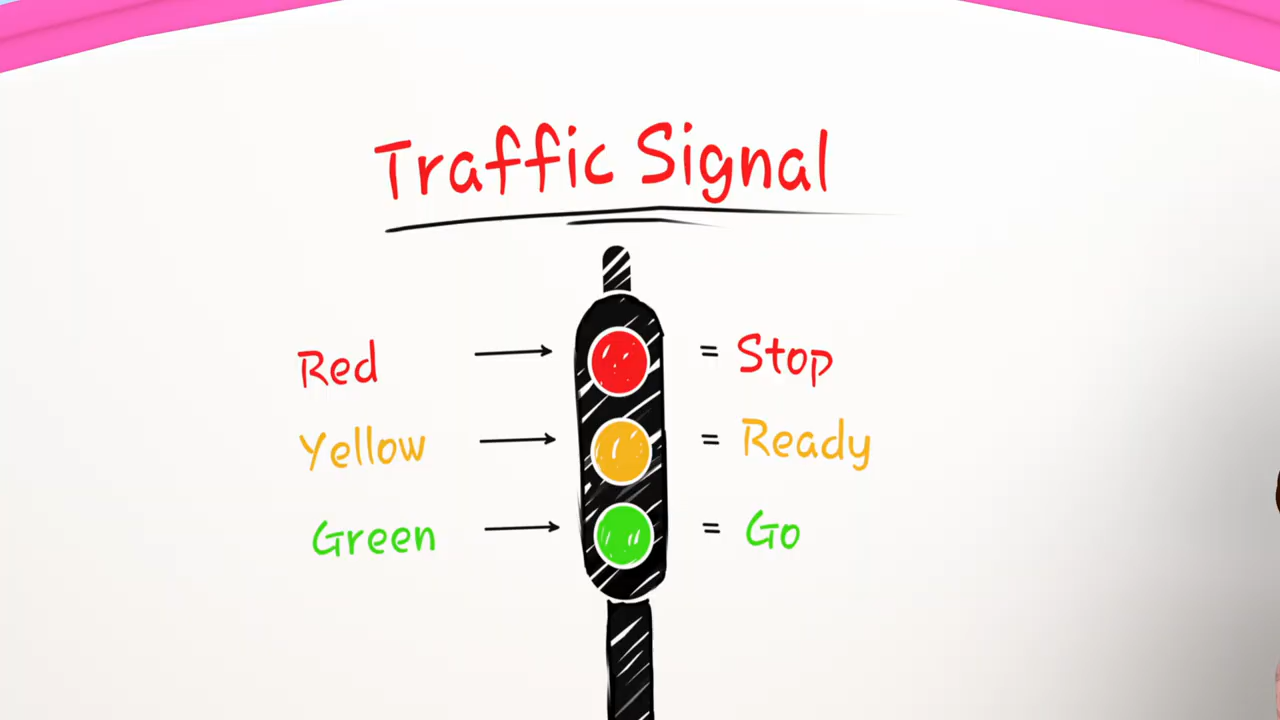 Traffic Signal
Red → = Stop
Yellow → = Ready
Green → = Go